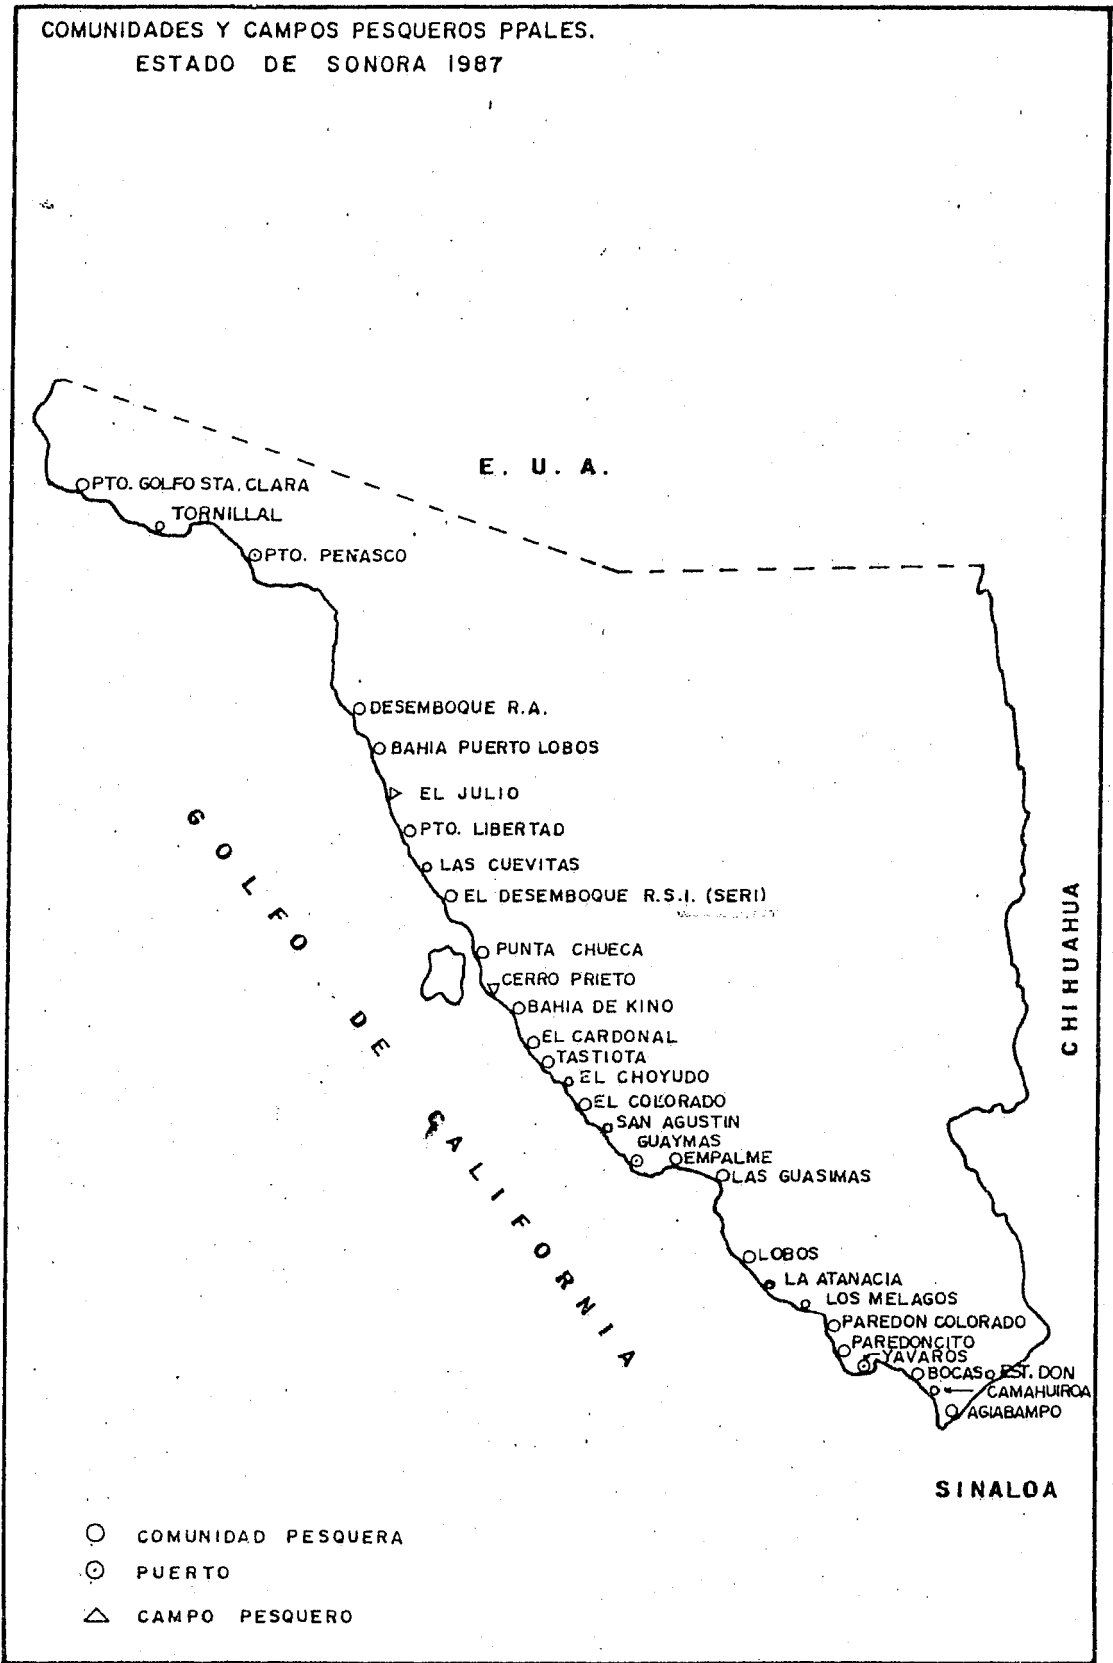 COMUNIDADES Y CAMPOS PESQUEROS PPALES.
ESTADO DE SONORA 1987
E. U. A.
PTO. GOLFO STA. CLARA
TORNILLAL
PTO. PEÑASCO
DESEMBOQUE R.A.
BAHIA PUERTO LOBOS
EL JULIO
PTO. LIBERTAD
LAS CUEVITAS
EL DESEMBOQUE R.S.I. (SERI)
PUNTA CHUECA
CERRO PRIETO
BAHIA DE KINO
EL CARDONAL
TASTIOTA
EL CHOYUDO
EL COLORADO
SAN AGUSTIN
GUAYMAS
EMPALME
LAS GUASIMAS
LOBOS
LA ATANACIA
LOS MELAGOS
PAREDON COLORADO
PAREDONCITO
YAVAROS
BOCAS EST. DON
CAMAHUIROA
AGIABAMPO
GOLFO DE CALIFORNIA
CHIHUAHUA
SINALOA
COMUNIDAD PESQUERA
PUERTO
CAMPO PESQUERO